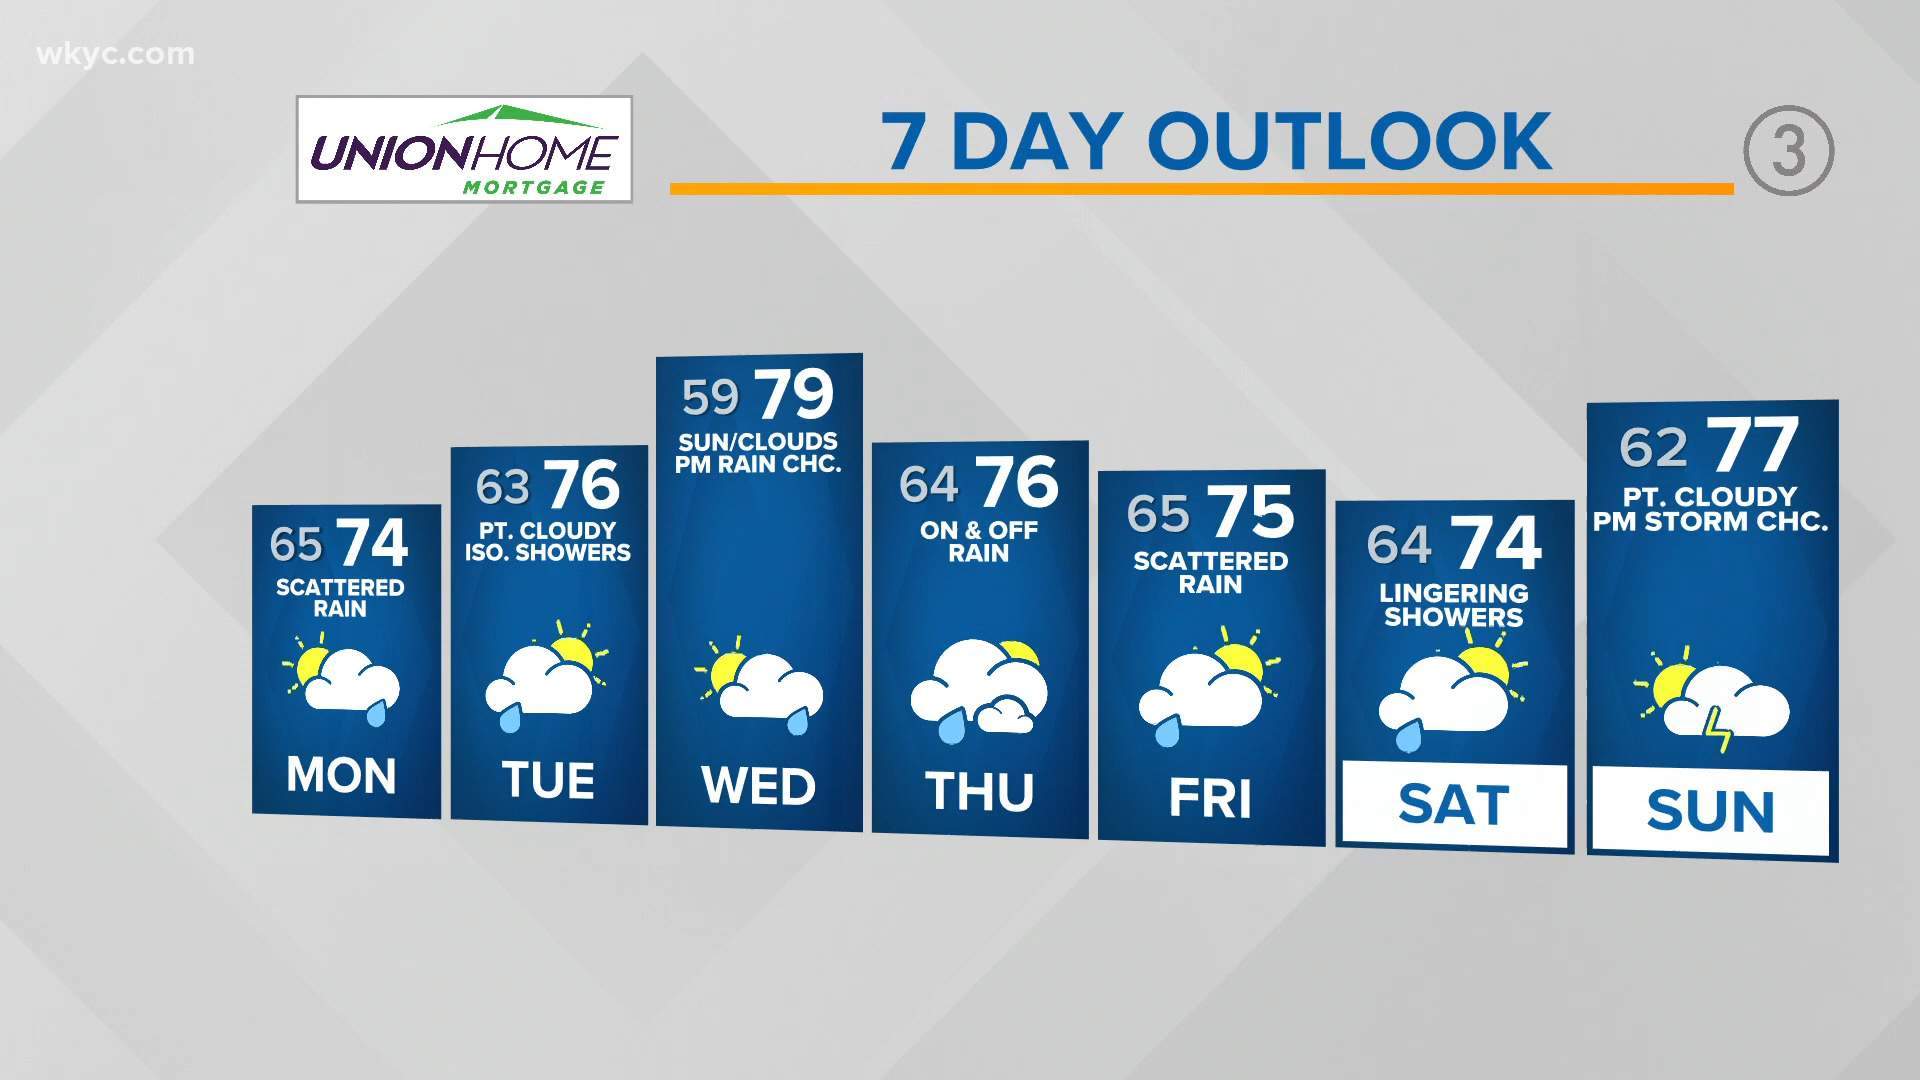 wkyc.com
UNIONHOME
MORTGAGE
7 DAY OUTLOOK
3
65 74
SCATTERED
RAIN
MON
63 76
PT. CLOUDY
ISO. SHOWERS
TUE
59 79
SUN/CLOUDS
PM RAIN CHC.
WED
64 76
ON & OFF
RAIN
THU
65 75
SCATTERED
RAIN
FRI
64 74
LINGERING
SHOWERS
SAT
62 77
PT. CLOUDY
PM STORM CHC.
SUN